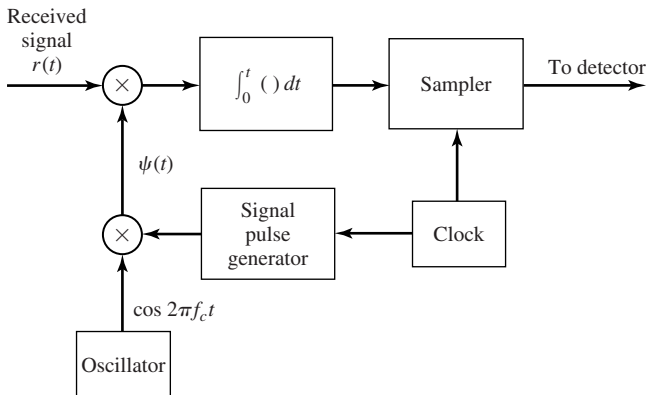 Received
signal
r(t)
×
∫₀ᵗ ( ) dt
Sampler
To detector
ψ(t)
×
Signal
pulse
generator
Clock
cos 2πf_c t
Oscillator